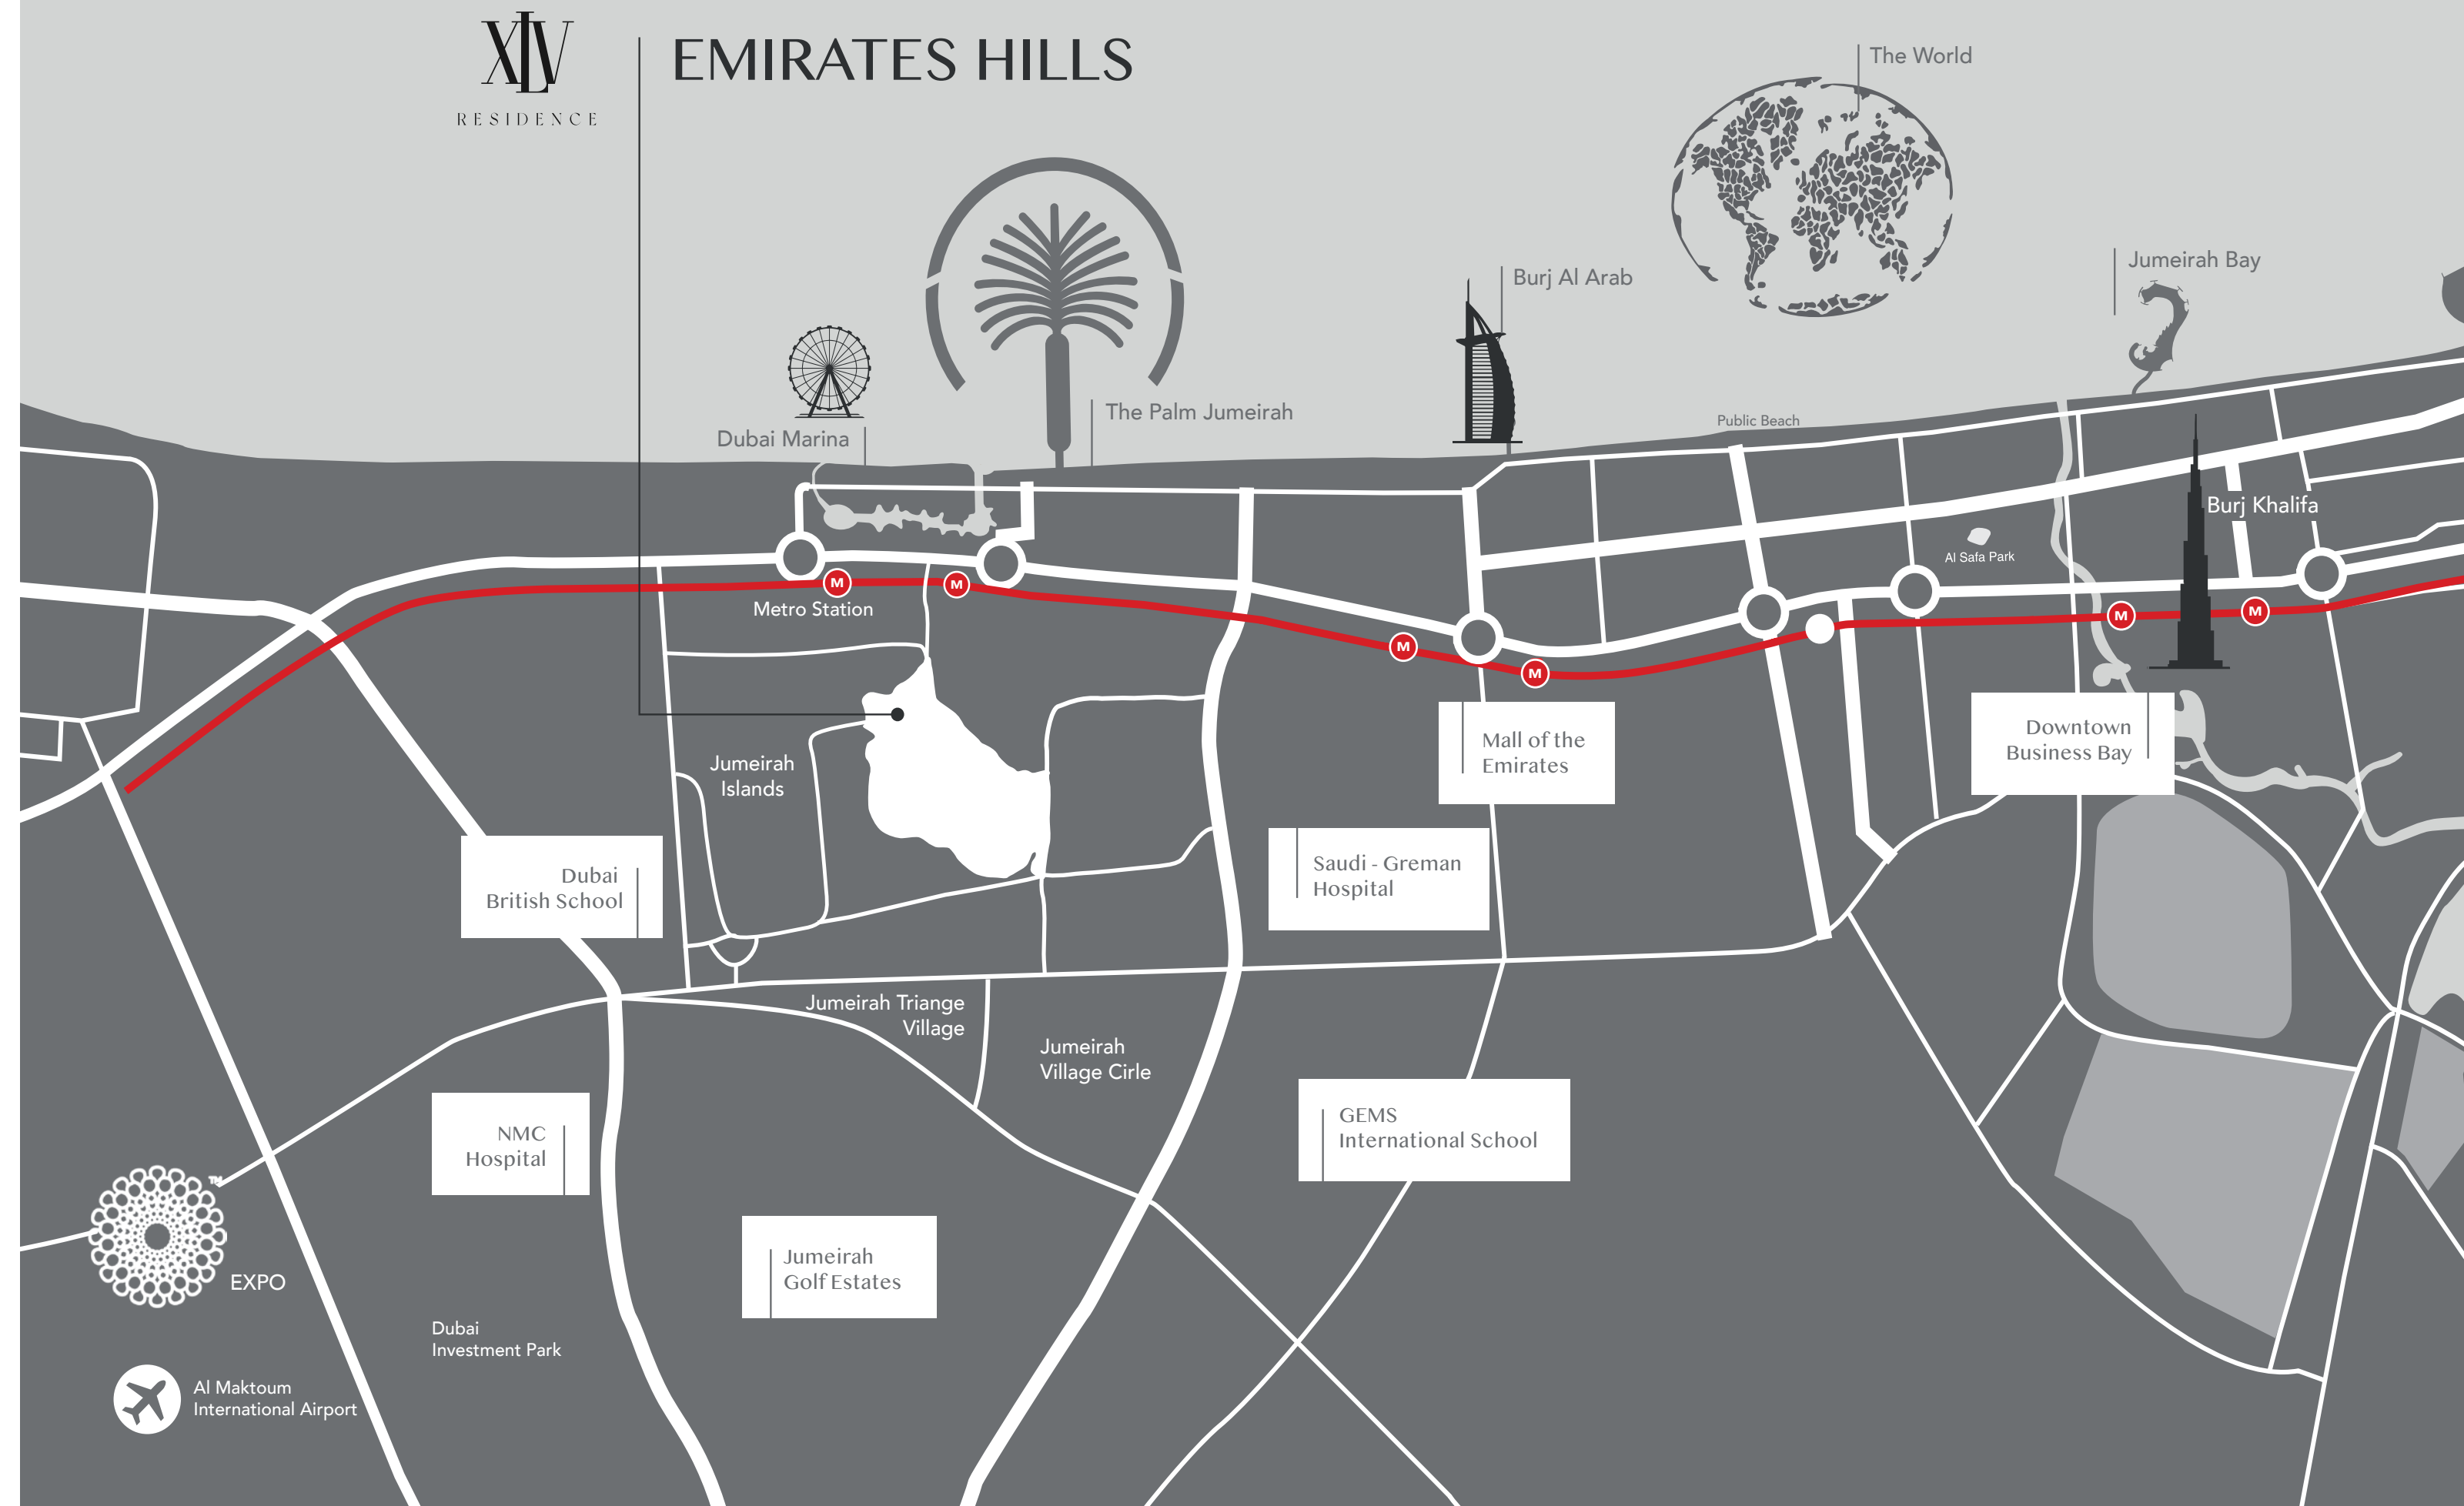 XLV
RESIDENCE
EMIRATES HILLS
The World
Jumeirah Bay
Burj Al Arab
The Palm Jumeirah
Dubai Marina
Public Beach
Burj Khalifa
Al Safa Park
M
M
M
M
M
M
Metro Station
Jumeirah
Islands
Mall of the
Emirates
Downtown
Business Bay
Dubai
British School
Saudi - Greman
Hospital
Jumeirah Triange
Village
Jumeirah
Village Cirle
GEMS
International School
NMC
Hospital
TM
EXPO
Jumeirah
Golf Estates
Dubai
Investment Park
Al Maktoum
International Airport